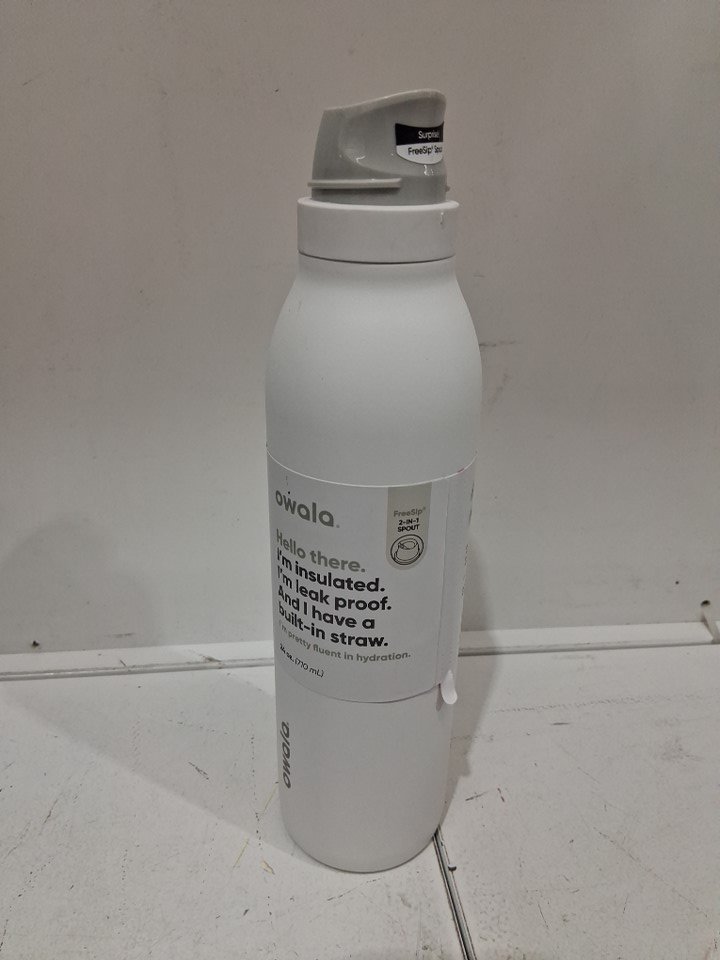 Surprise
FreeSip®
owala.
FreeSip®
2-IN-1
SPOUT
Hello there.
I'm insulated.
I'm leak proof.
And I have a
built-in straw.
I'm pretty fluent in hydration.
24 oz. (710 mL)
owala.